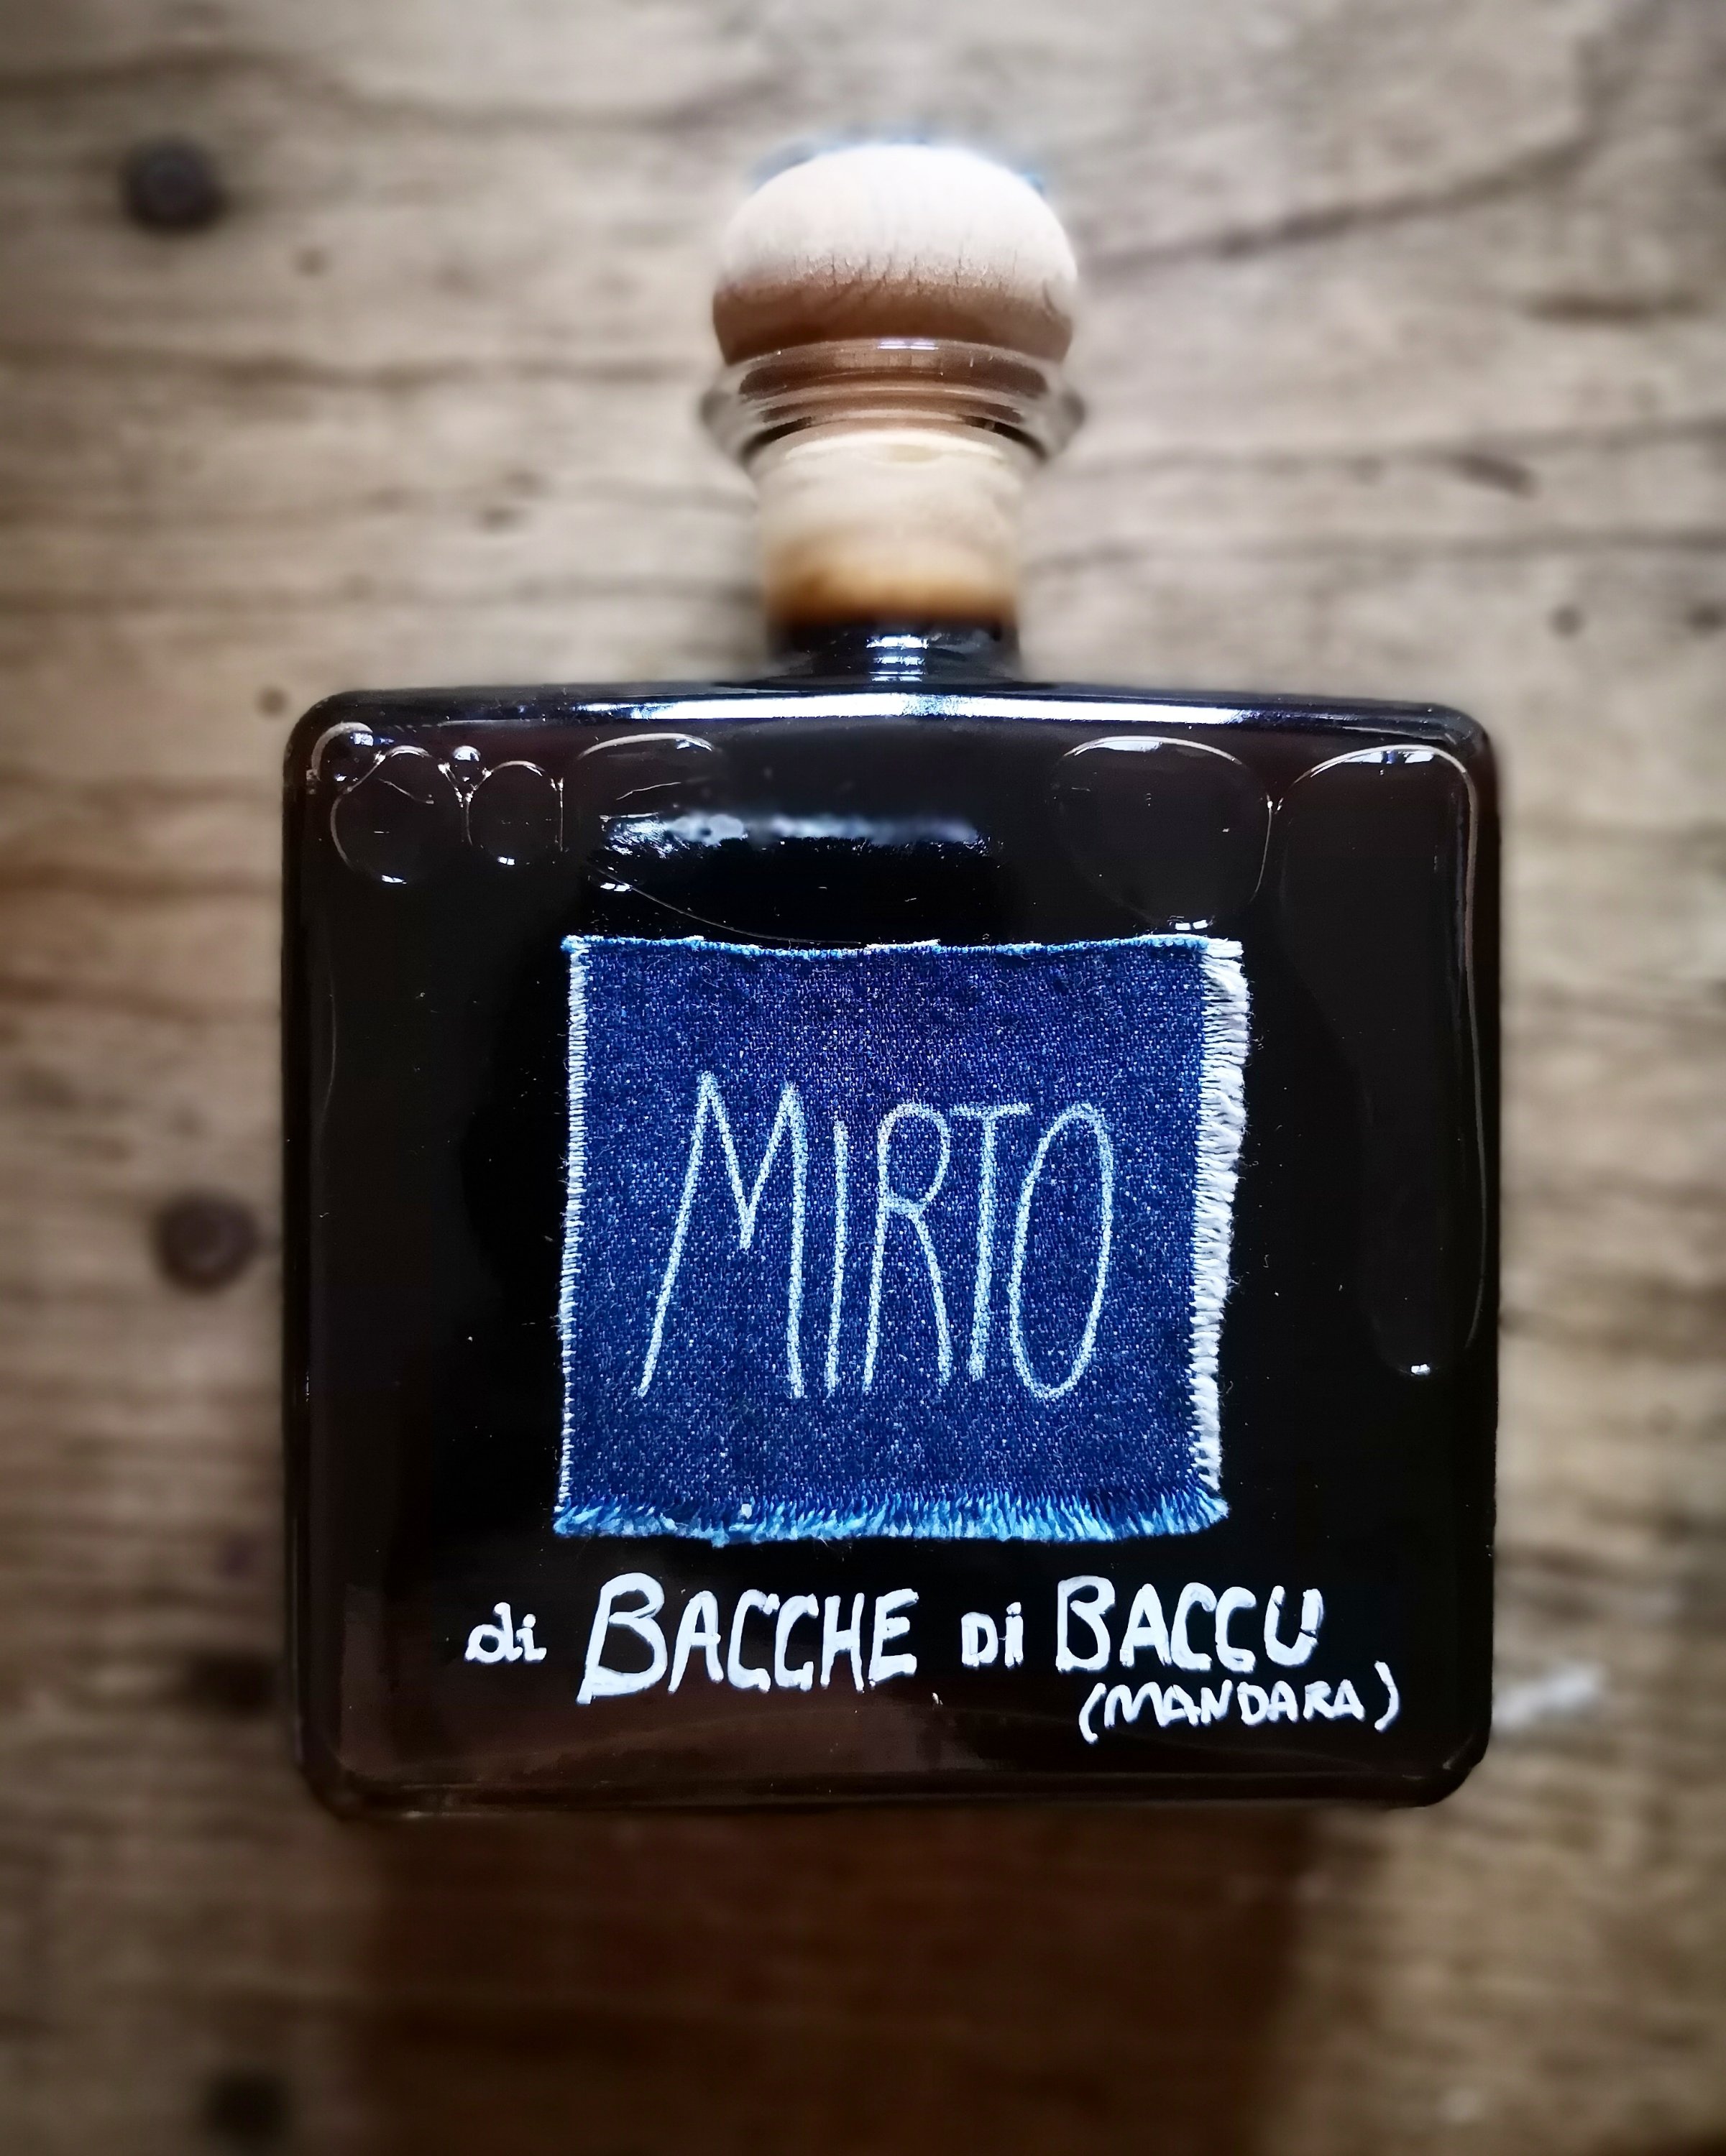 MIRTO
di BACCHE Di BACCU
(MANDARA)